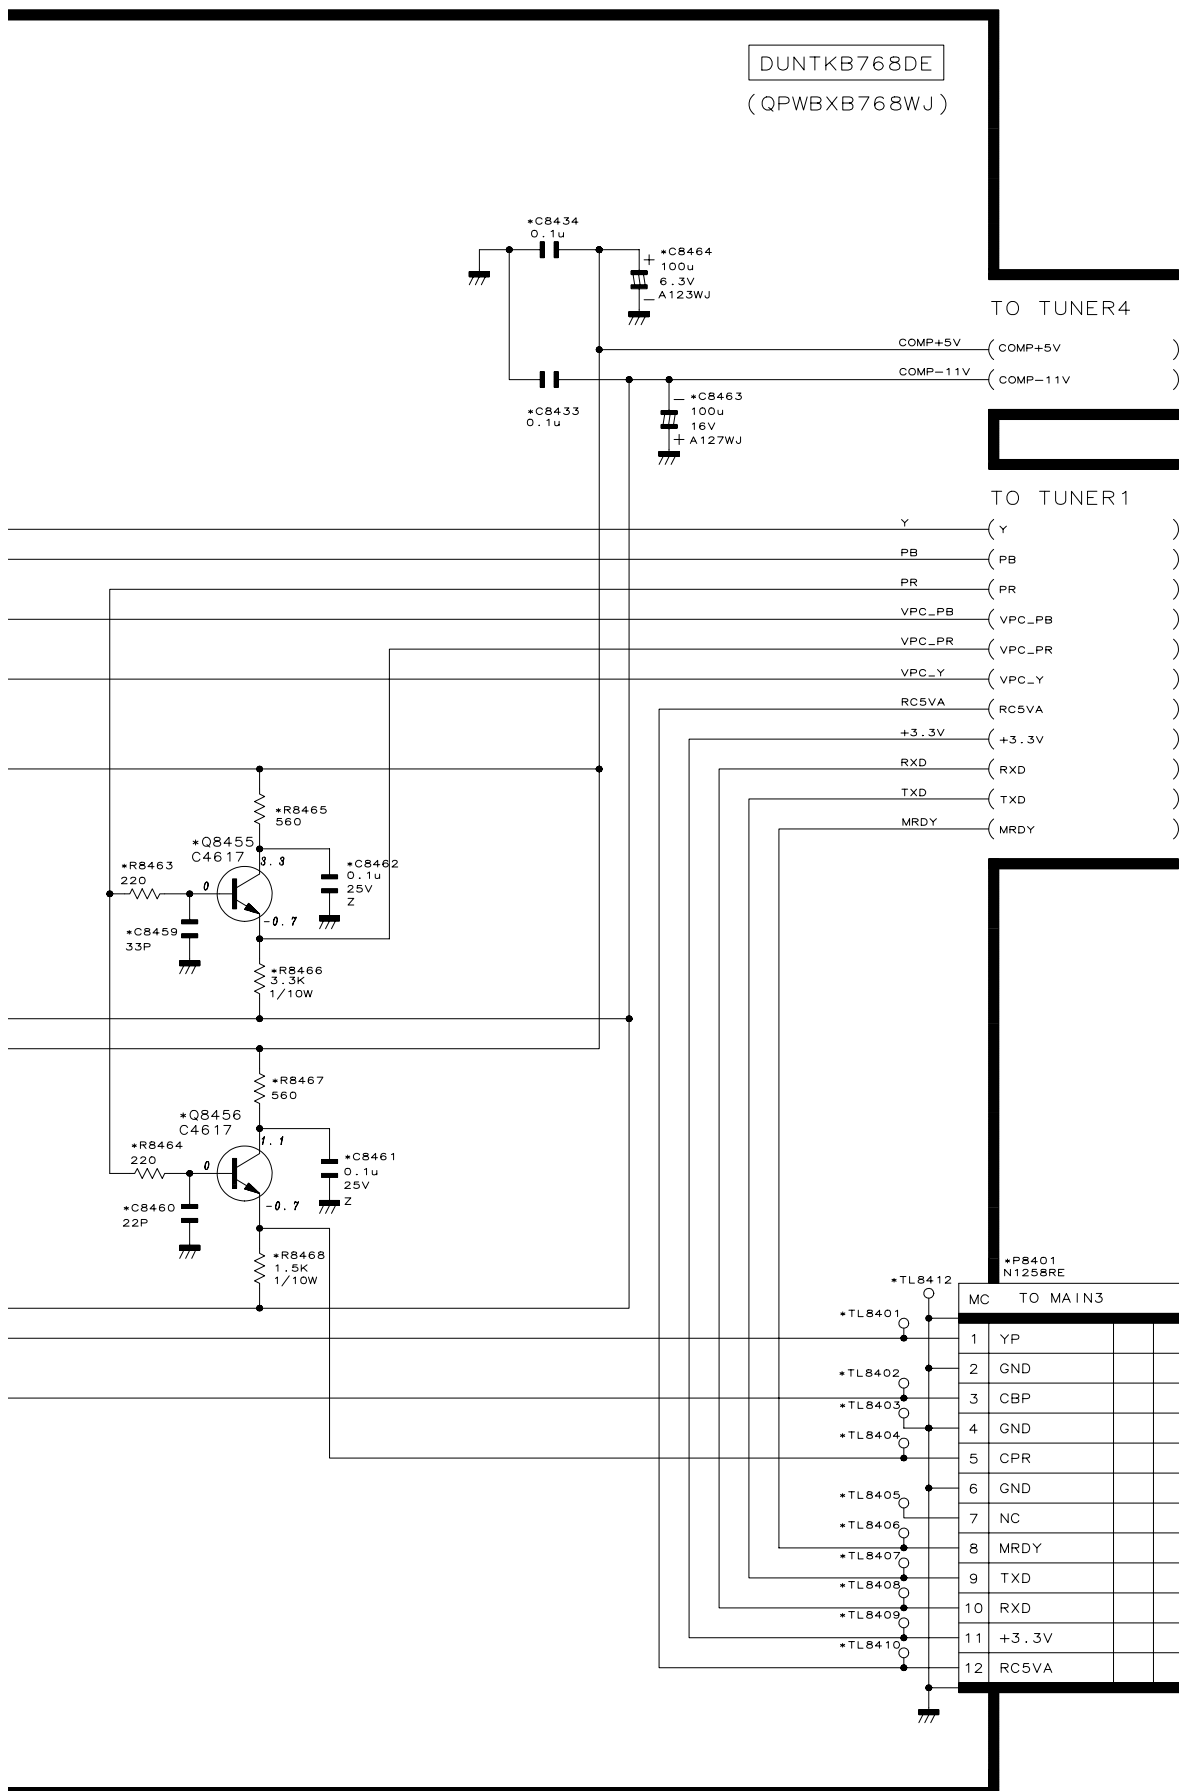 DUNTKB768DE
(QPWBXB768WJ)
*C8434
0.1u
+
*C8464
100u
6.3V
A123WJ
−
TO TUNER4
COMP+5V
( COMP+5V )
COMP−11V
( COMP−11V )
*C8433
0.1u
−
*C8463
100u
16V
+
A127WJ
TO TUNER1
Y
( Y )
PB
( PB )
PR
( PR )
VPC_PB
( VPC_PB )
VPC_PR
( VPC_PR )
VPC_Y
( VPC_Y )
RC5VA
( RC5VA )
+3.3V
( +3.3V )
RXD
( RXD )
TXD
( TXD )
MRDY
( MRDY )
*R8465
560
*Q8455
C4617
3.3
*R8463
220
0
*C8462
0.1u
25V
Z
-0.7
*C8459
33P
*R8466
3.3K
1/10W
*R8467
560
*Q8456
C4617
1.1
*R8464
220
0
*C8461
0.1u
25V
Z
-0.7
*C8460
22P
*R8468
1.5K
1/10W
*P8401
N1258RE
*TL8412
MC TO MAIN3
*TL8401
1 YP
2 GND
*TL8402
3 CBP
*TL8403
4 GND
*TL8404
5 CPR
6 GND
*TL8405
7 NC
*TL8406
8 MRDY
*TL8407
9 TXD
*TL8408
10 RXD
*TL8409
11 +3.3V
*TL8410
12 RC5VA